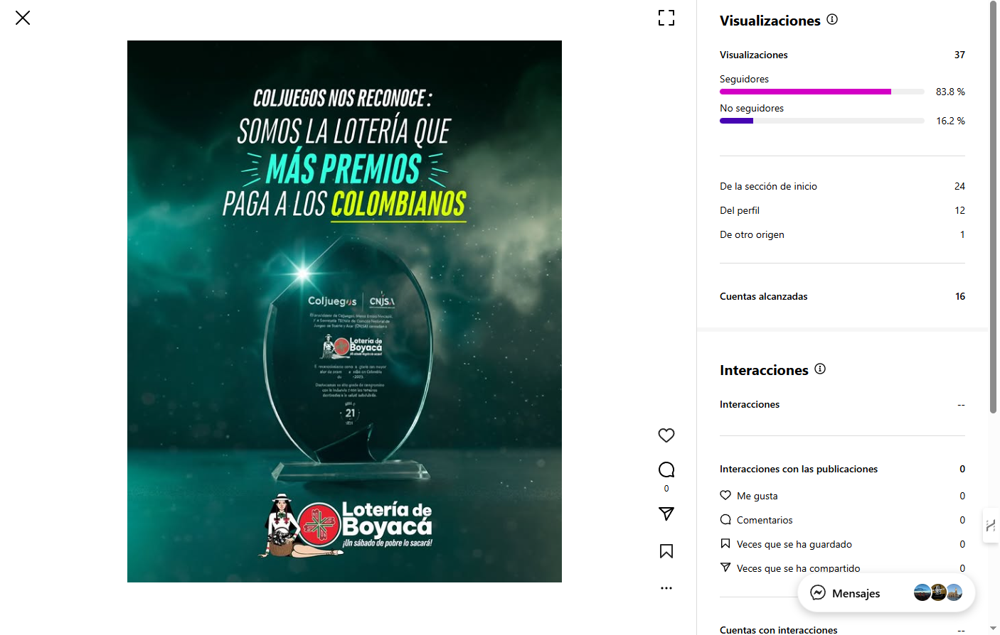 COLJUEGOS NOS RECONOCE:
SOMOS LA LOTERÍA QUE
MÁS PREMIOS
PAGA A LOS COLOMBIANOS
Coljuegos
CNJSA
Lotería de
Boyacá
21
Lotería de
Boyacá
¡Un sábado de pobre lo sacará!
0
Visualizaciones
Visualizaciones 37
Seguidores
83.8 %
No seguidores
16.2 %
De la sección de inicio 24
Del perfil 12
De otro origen 1
Cuentas alcanzadas 16
Interacciones
Interacciones --
Interacciones con las publicaciones 0
Me gusta 0
Comentarios 0
Veces que se ha guardado 0
Veces que se ha compartido 0
Mensajes
Cuentas con interacciones --